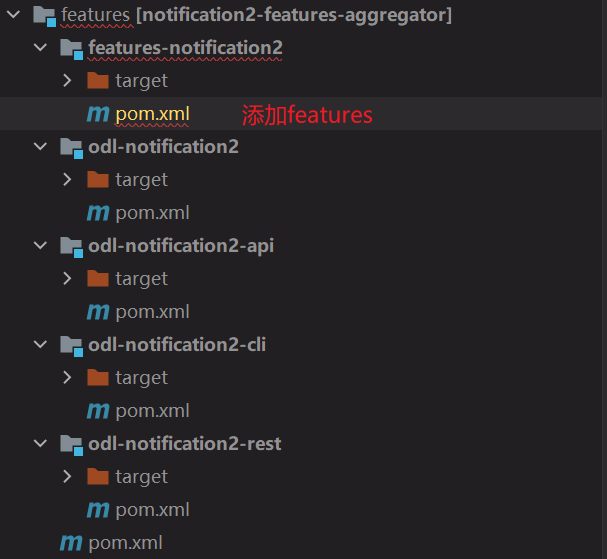 features [notification2-features-aggregator]
features-notification2
target
pom.xml 添加features
odl-notification2
target
pom.xml
odl-notification2-api
target
pom.xml
odl-notification2-cli
target
pom.xml
odl-notification2-rest
target
pom.xml
pom.xml